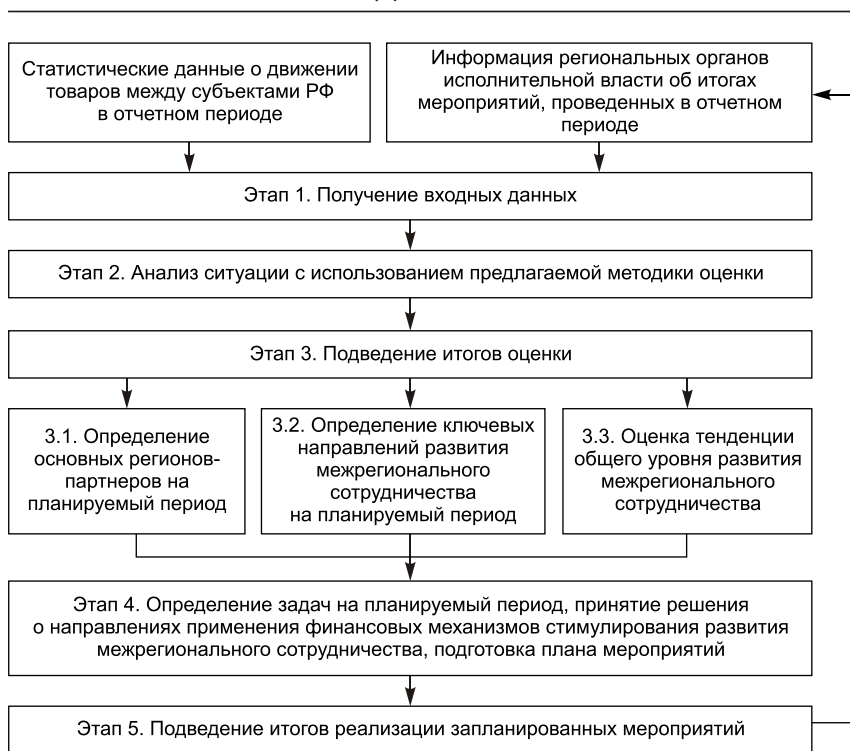 Статистические данные о движении
товаров между субъектами РФ
в отчетном периоде
Информация региональных органов
исполнительной власти об итогах
мероприятий, проведенных в отчетном
периоде
Этап 1. Получение входных данных
Этап 2. Анализ ситуации с использованием предлагаемой методики оценки
Этап 3. Подведение итогов оценки
3.1. Определение
основных регионов-
партнеров на
планируемый период
3.2. Определение ключевых
направлений развития
межрегионального
сотрудничества
на планируемый период
3.3. Оценка тенденции
общего уровня развития
межрегионального
сотрудничества
Этап 4. Определение задач на планируемый период, принятие решения
о направлениях применения финансовых механизмов стимулирования развития
межрегионального сотрудничества, подготовка плана мероприятий
Этап 5. Подведение итогов реализации запланированных мероприятий